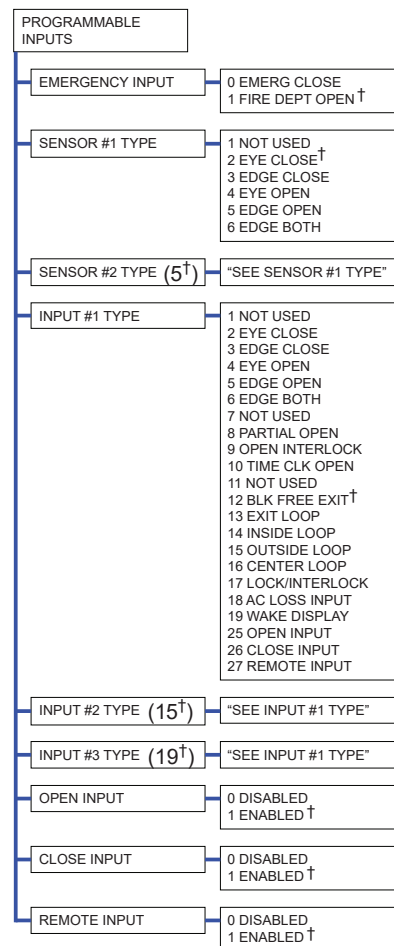 PROGRAMMABLE
INPUTS
EMERGENCY INPUT
0 EMERG CLOSE
1 FIRE DEPT OPEN†
SENSOR #1 TYPE
1 NOT USED
2 EYE CLOSE†
3 EDGE CLOSE
4 EYE OPEN
5 EDGE OPEN
6 EDGE BOTH
SENSOR #2 TYPE (5†)
“SEE SENSOR #1 TYPE”
INPUT #1 TYPE
1 NOT USED
2 EYE CLOSE
3 EDGE CLOSE
4 EYE OPEN
5 EDGE OPEN
6 EDGE BOTH
7 NOT USED
8 PARTIAL OPEN
9 OPEN INTERLOCK
10 TIME CLK OPEN
11 NOT USED
12 BLK FREE EXIT†
13 EXIT LOOP
14 INSIDE LOOP
15 OUTSIDE LOOP
16 CENTER LOOP
17 LOCK/INTERLOCK
18 AC LOSS INPUT
19 WAKE DISPLAY
25 OPEN INPUT
26 CLOSE INPUT
27 REMOTE INPUT
INPUT #2 TYPE (15†)
“SEE INPUT #1 TYPE”
INPUT #3 TYPE (19†)
“SEE INPUT #1 TYPE”
OPEN INPUT
0 DISABLED
1 ENABLED†
CLOSE INPUT
0 DISABLED
1 ENABLED†
REMOTE INPUT
0 DISABLED
1 ENABLED†